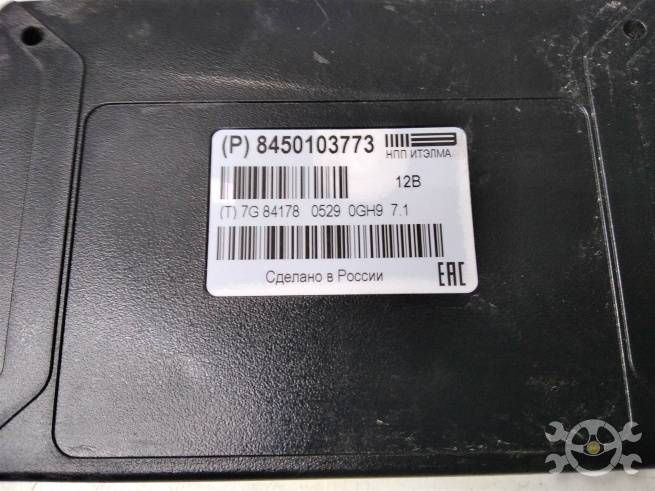 (P) 8450103773
НПП ИТЭЛМА
12В
(T) 7G 84178 0529 0GH9 7.1
Сделано в России
EAC